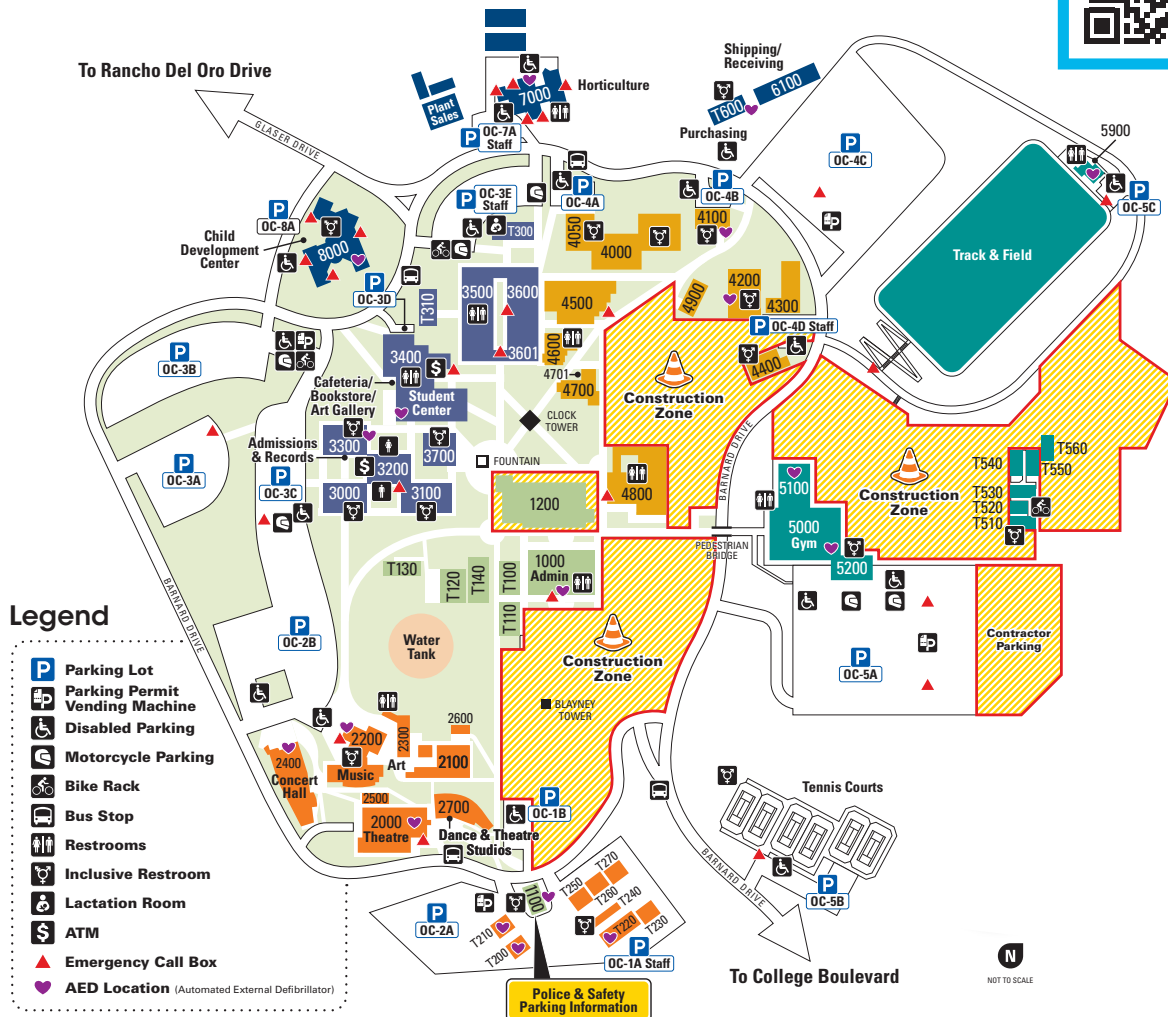 To Rancho Del Oro Drive
GLASER DRIVE
Plant
Sales
7000
Horticulture
OC-7A
Staff
Shipping/
Receiving
T600
6100
Purchasing
P
OC-4C
5900
P
OC-5C
Track & Field
P
OC-8A
Child
Development
Center
8000
P
OC-3E
Staff
T300
P
OC-4A
P
OC-4B
4050
4000
4100
P
OC-3D
T310
3500
3600
3601
4500
4900
4200
4300
P
OC-4D Staff
4400
P
OC-3B
3400
Cafeteria/
Bookstore/
Art Gallery
Student
Center
4600
4701
4700
Construction
Zone
CLOCK
TOWER
BARNARD DRIVE
Admissions
& Records
3300
3200
3700
3000
3100
FOUNTAIN
P
OC-3A
P
OC-3C
1200
4800
5100
5000
Gym
5200
PEDESTRIAN
BRIDGE
Construction
Zone
T560
T550
T540
T530
T520
T510
T130
T120
T140
T100
T110
1000
Admin
BARNARD DRIVE
P
OC-2B
Water
Tank
Construction
Zone
BLAYNEY
TOWER
P
OC-5A
Contractor
Parking
2400
Concert
Hall
2200
Music
2300
Art
2600
2100
2500
2000
Theatre
2700
Dance & Theatre
Studios
P
OC-1B
Tennis Courts
P
OC-5B
BARNARD DRIVE
To College Boulevard
P
OC-2A
T210
T200
1100
T250
T270
T260
T240
T220
T230
P
OC-1A Staff
Police & Safety
Parking Information
N
NOT TO SCALE
Legend
P Parking Lot
Parking Permit
Vending Machine
Disabled Parking
Motorcycle Parking
Bike Rack
Bus Stop
Restrooms
Inclusive Restroom
Lactation Room
$ ATM
Emergency Call Box
AED Location (Automated External Defibrillator)